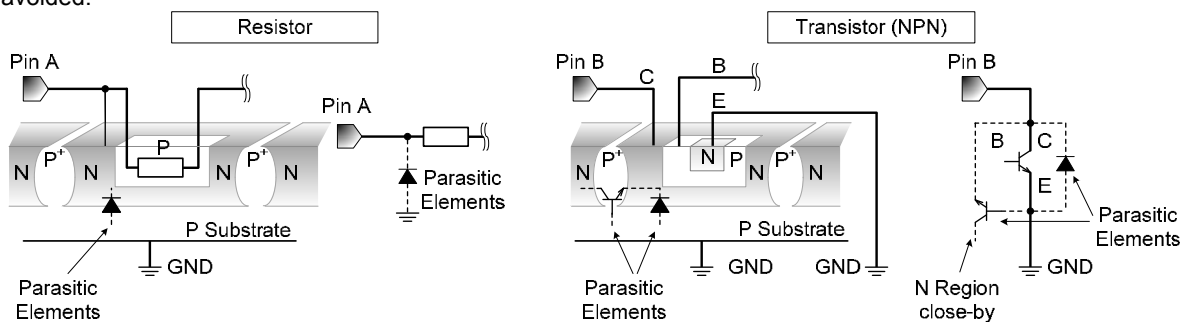 avoided.
Resistor
Transistor (NPN)
Pin A
Pin A
P
N
P+
N
N
P+
N
Parasitic
Elements
P Substrate
GND
Parasitic
Elements
Pin B
C
B
E
N
P+
N
N
P
N
P+
N
P Substrate
GND
GND
Parasitic
Elements
Pin B
B
C
E
Parasitic
Elements
GND
N Region
close-by